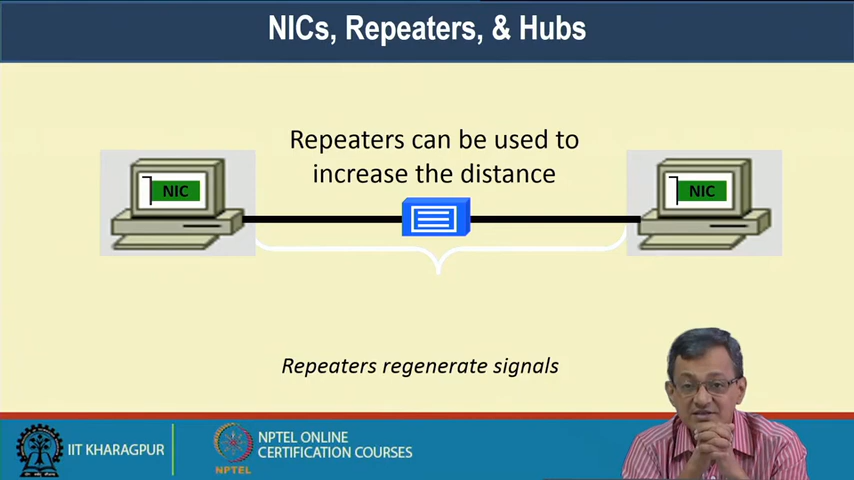 NICs, Repeaters, & Hubs
Repeaters can be used to
increase the distance
NIC
NIC
Repeaters regenerate signals
IIT KHARAGPUR
NPTEL
NPTEL ONLINE
CERTIFICATION COURSES